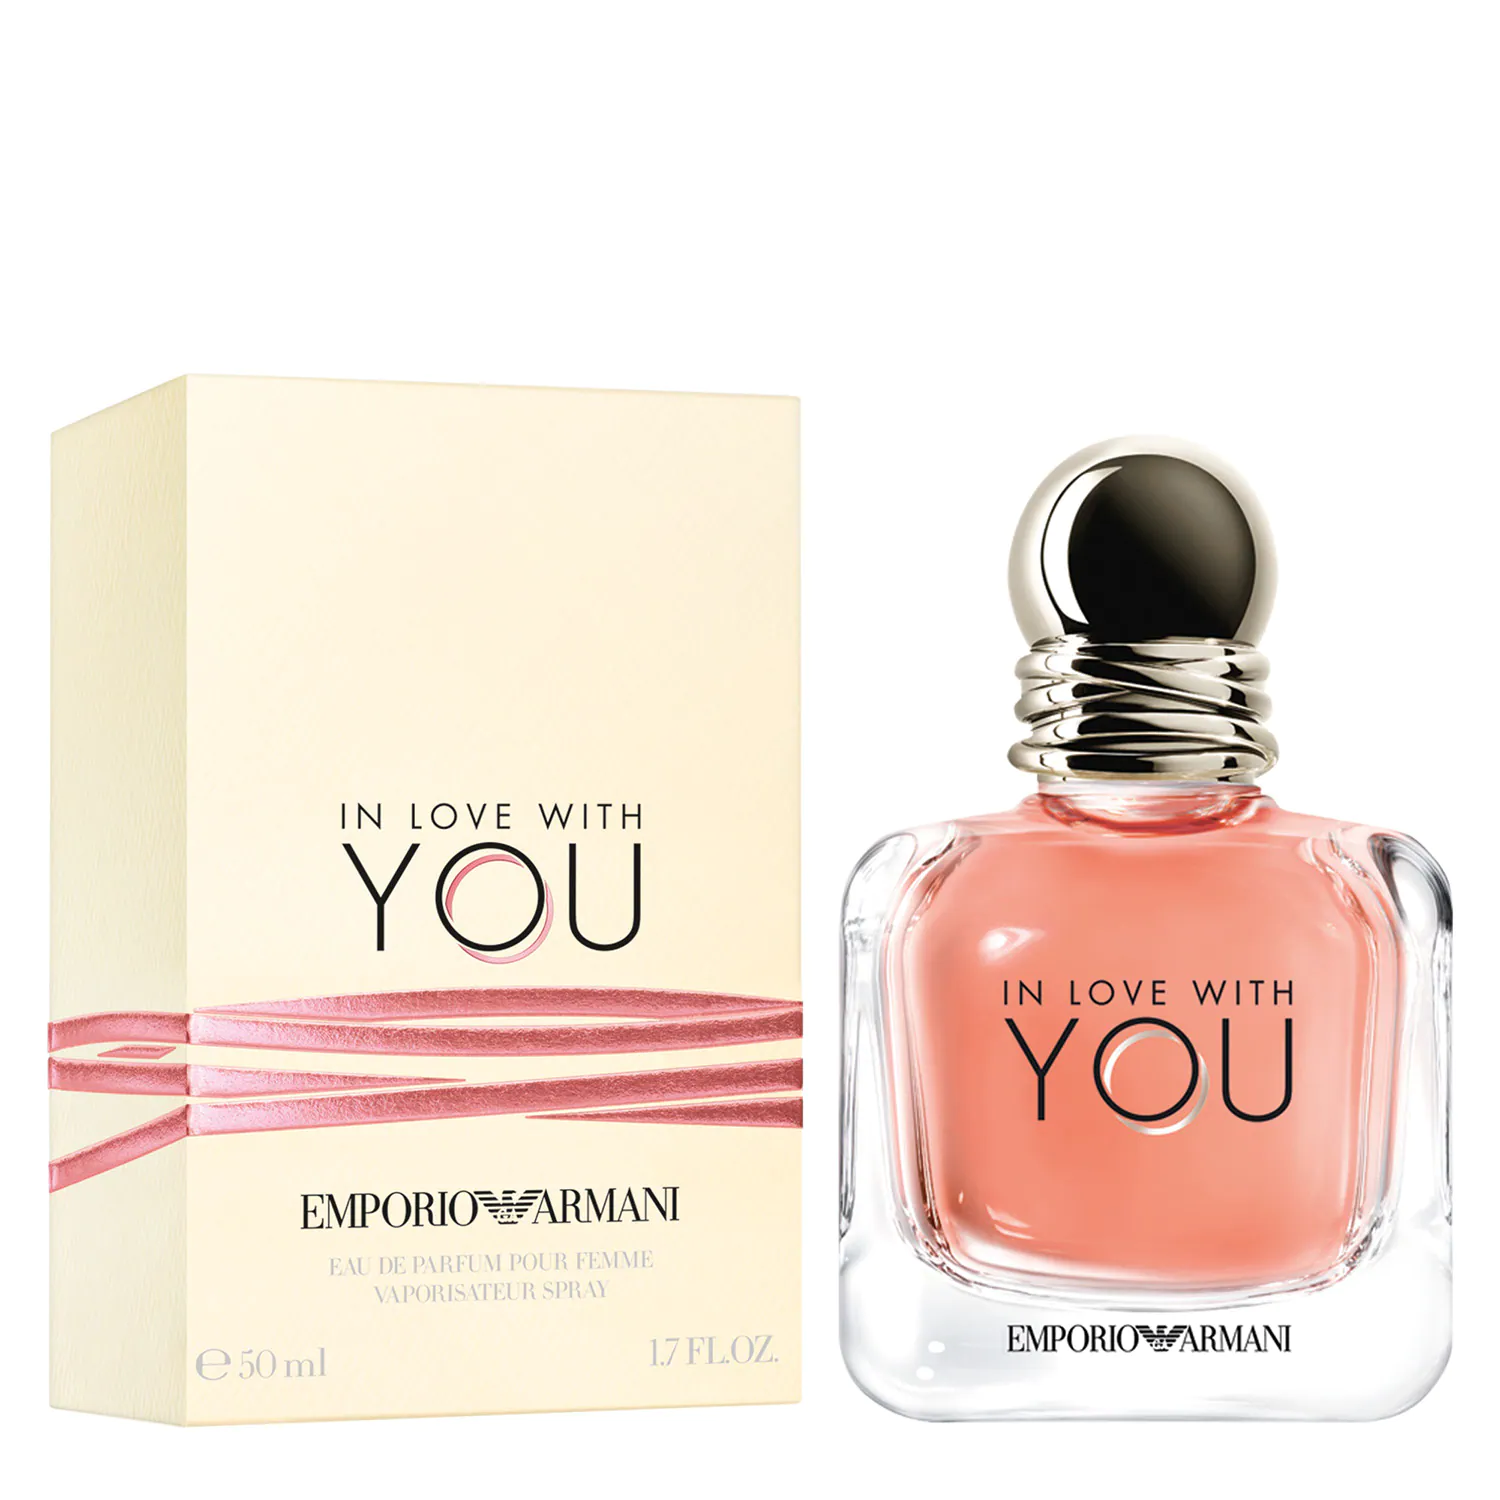 IN LOVE WITH
YOU
EMPORIO ARMANI
EAU DE PARFUM POUR FEMME
VAPORISATEUR SPRAY
℮ 50 ml
1.7 FL.OZ.
IN LOVE WITH
YOU
EMPORIO ARMANI